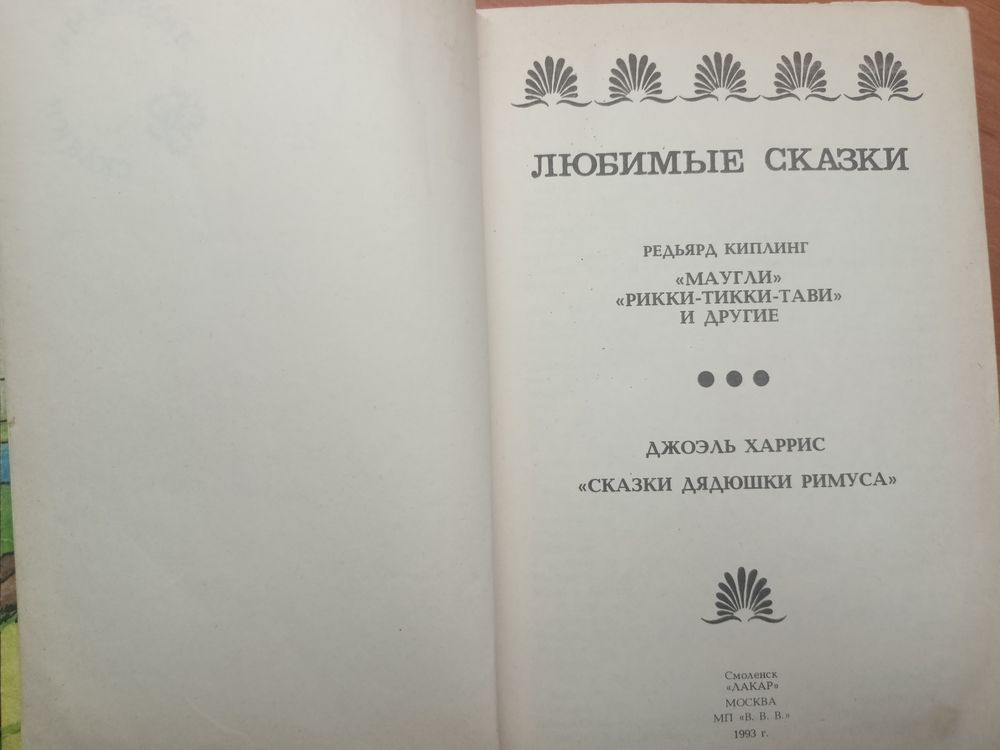 ЛЮБИМЫЕ СКАЗКИ
РЕДЬЯРД КИПЛИНГ
«МАУГЛИ»
«РИККИ-ТИККИ-ТАВИ»
И ДРУГИЕ
ДЖОЭЛЬ ХАРРИС
«СКАЗКИ ДЯДЮШКИ РИМУСА»
Смоленск
«ЛАКАР»
МОСКВА
МП «В. В. В.»
1993 г.